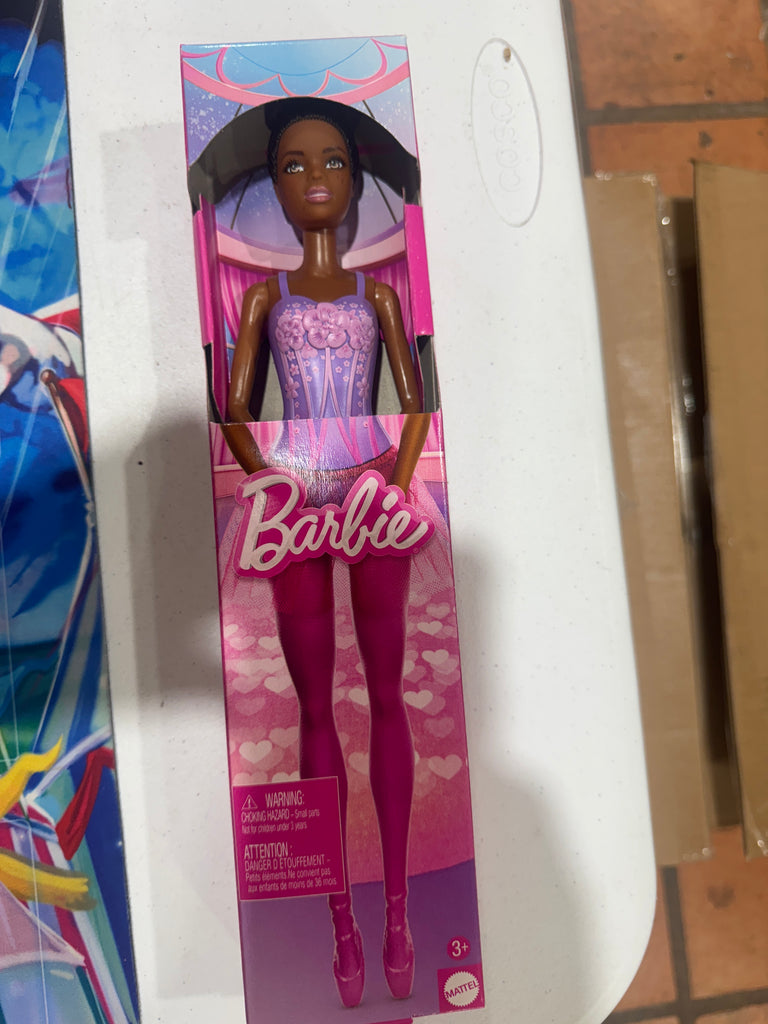 COSCO
Barbie
WARNING:
CHOKING HAZARD - Small parts
Not for children under 3 years
ATTENTION :
DANGER D'ÉTOUFFEMENT -
Petits éléments. Ne convient pas
aux enfants de moins de 36 mois.
3+
MATTEL